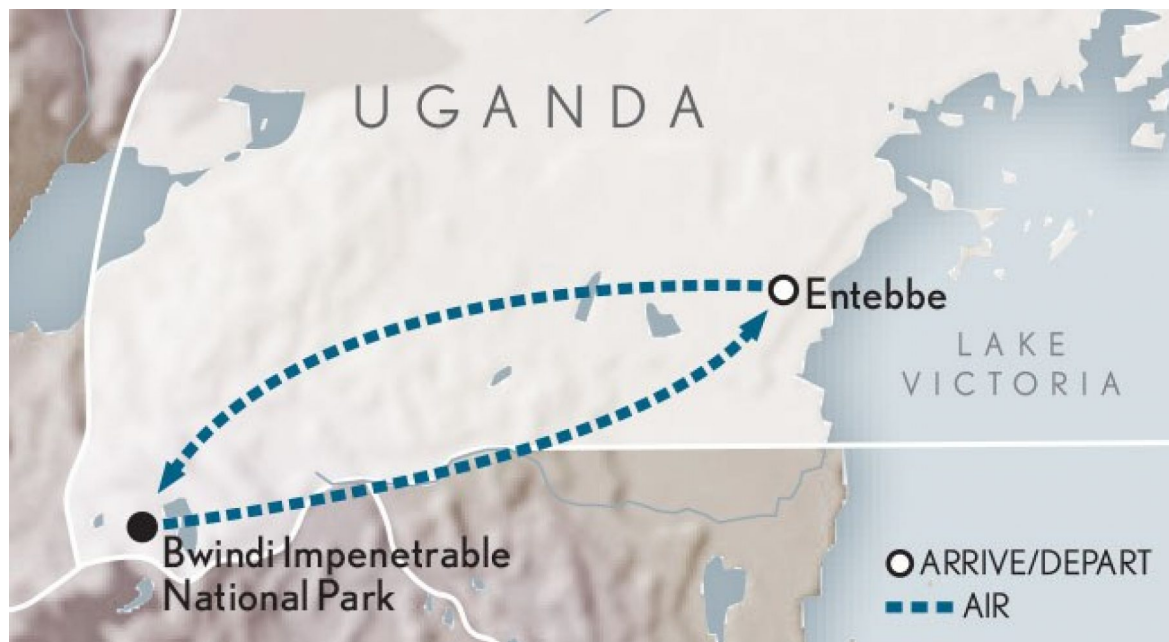 UGANDA
Entebbe
LAKE
VICTORIA
Bwindi Impenetrable
National Park
ARRIVE/DEPART
AIR